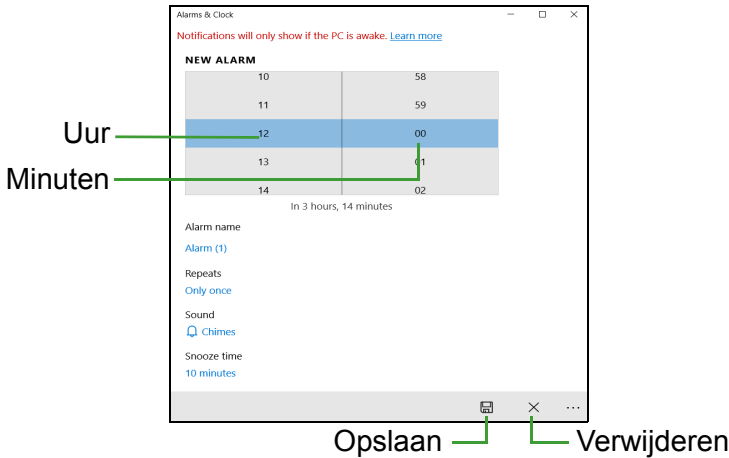 Alarms & Clock
Notifications will only show if the PC is awake. Learn more
NEW ALARM
10 58
11 59
Uur
12 00
13 01
Minuten
14 02
In 3 hours, 14 minutes
Alarm name
Alarm (1)
Repeats
Only once
Sound
Chimes
Snooze time
10 minutes
Opslaan Verwijderen